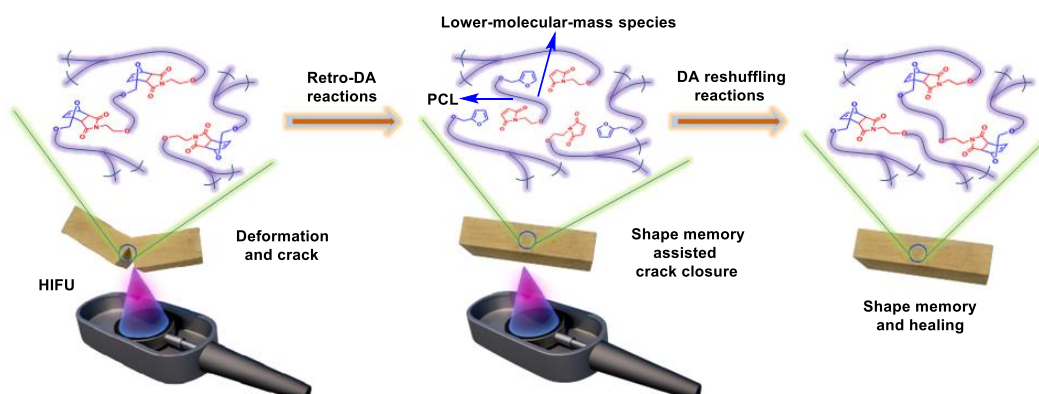 Lower-molecular-mass species
Retro-DA
reactions
PCL
DA reshuffling
reactions
Deformation
and crack
HIFU
Shape memory
assisted
crack closure
Shape memory
and healing